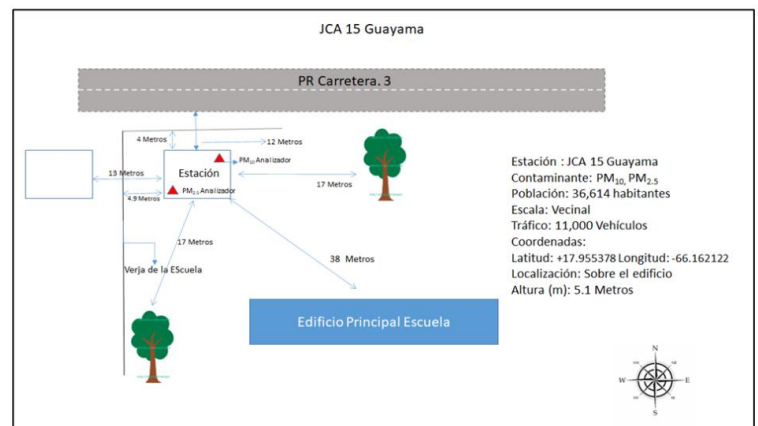 JCA 15 Guayama
PR Carretera. 3
4 Metros
12 Metros
PM10 Analizador
13 Metros
Estación
17 Metros
PM2.5 Analizador
4.9 Metros
17 Metros
38 Metros
Verja de la EScuela
Edificio Principal Escuela
Estación : JCA 15 Guayama
Contaminante: PM10, PM2.5
Población: 36,614 habitantes
Escala: Vecinal
Tráfico: 11,000 Vehículos
Coordenadas:
Latitud: +17.955378 Longitud: -66.162122
Localización: Sobre el edificio
Altura (m): 5.1 Metros
N
W
E
S